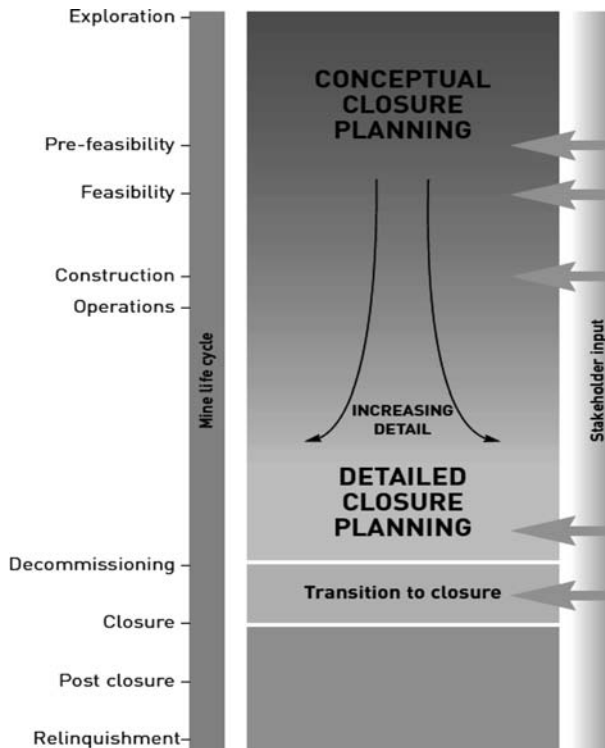 Exploration
CONCEPTUAL
CLOSURE
PLANNING
Pre-feasibility
Feasibility
Construction
Operations
Mine life cycle
Stakeholder input
INCREASING
DETAIL
DETAILED
CLOSURE
PLANNING
Decommissioning
Transition to closure
Closure
Post closure
Relinquishment